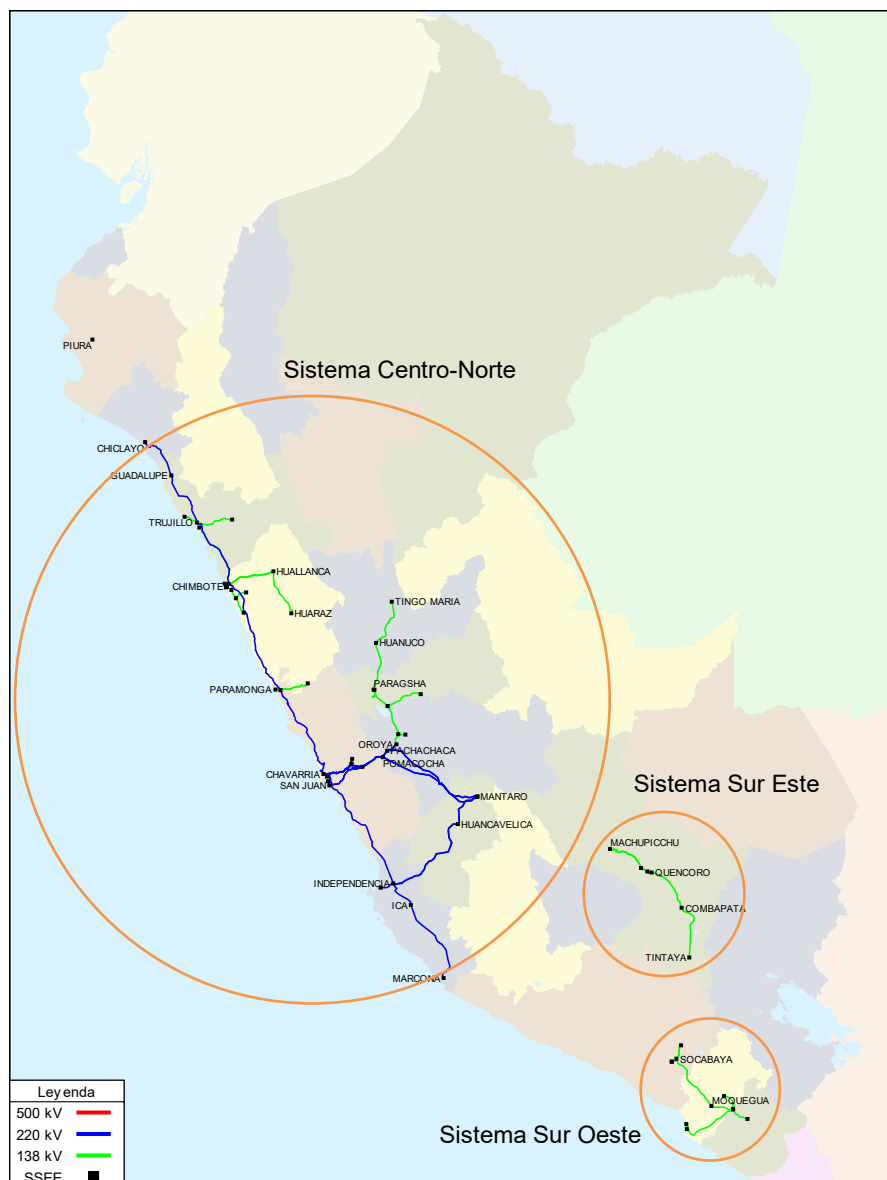 PIURA
Sistema Centro-Norte
CHICLAYO
GUADALUPE
TRUJILLO
CHIMBOTE
HUALLANCA
HUARAZ
TINGO MARIA
HUANUCO
PARAGSHA
PARAMONGA
OROYA
PACHACHACA
POMACOCHA
CHAVARRIA
SAN JUAN
MANTARO
HUANCAVELICA
INDEPENDENCIA
ICA
MARCONA
Sistema Sur Este
MACHUPICCHU
QUENCORO
COMBAPATA
TINTAYA
SOCABAYA
MOQUEGUA
Sistema Sur Oeste
Leyenda
500 kV
220 kV
138 kV
SSEE